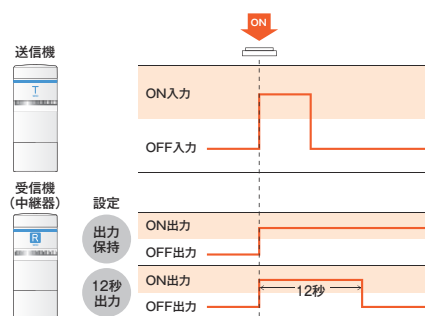 ON
送信機
T
ON入力
OFF入力
受信機
(中継器)
R
設定
出力
保持
ON出力
OFF出力
12秒
出力
ON出力
12秒
OFF出力